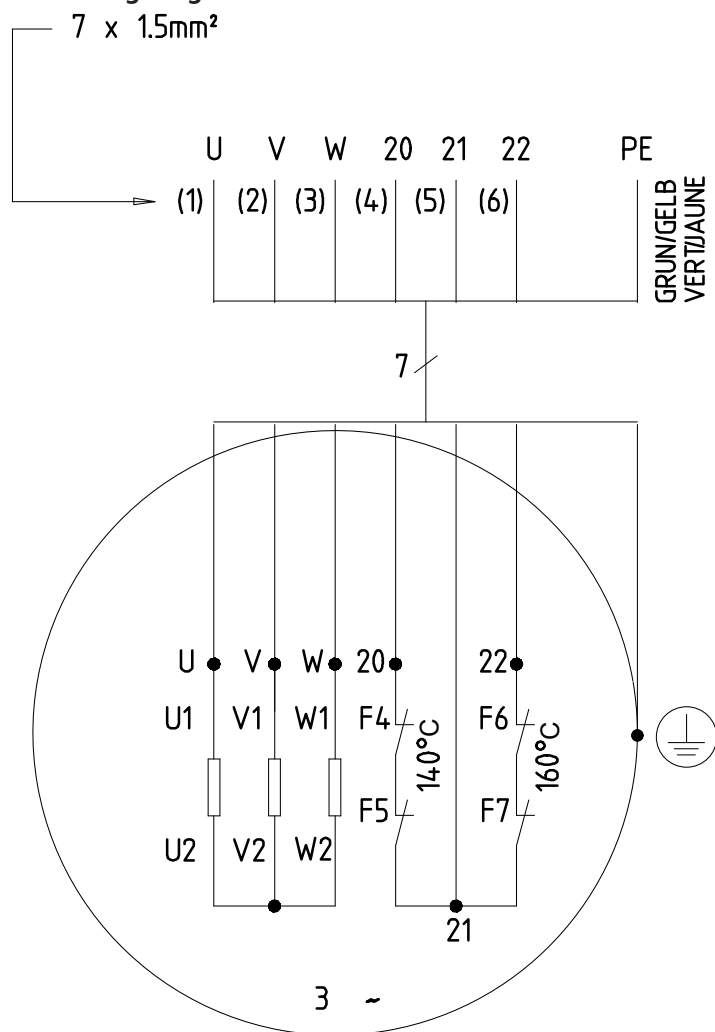 7 x 1.5mm²
U V W 20 21 22 PE
(1) (2) (3) (4) (5) (6)
GRUN/GELB
VERT/JAUNE
7
U V W 20 22
U1 V1 W1 F4 F6
140°C
160°C
F5 F7
U2 V2 W2
21
3 ~